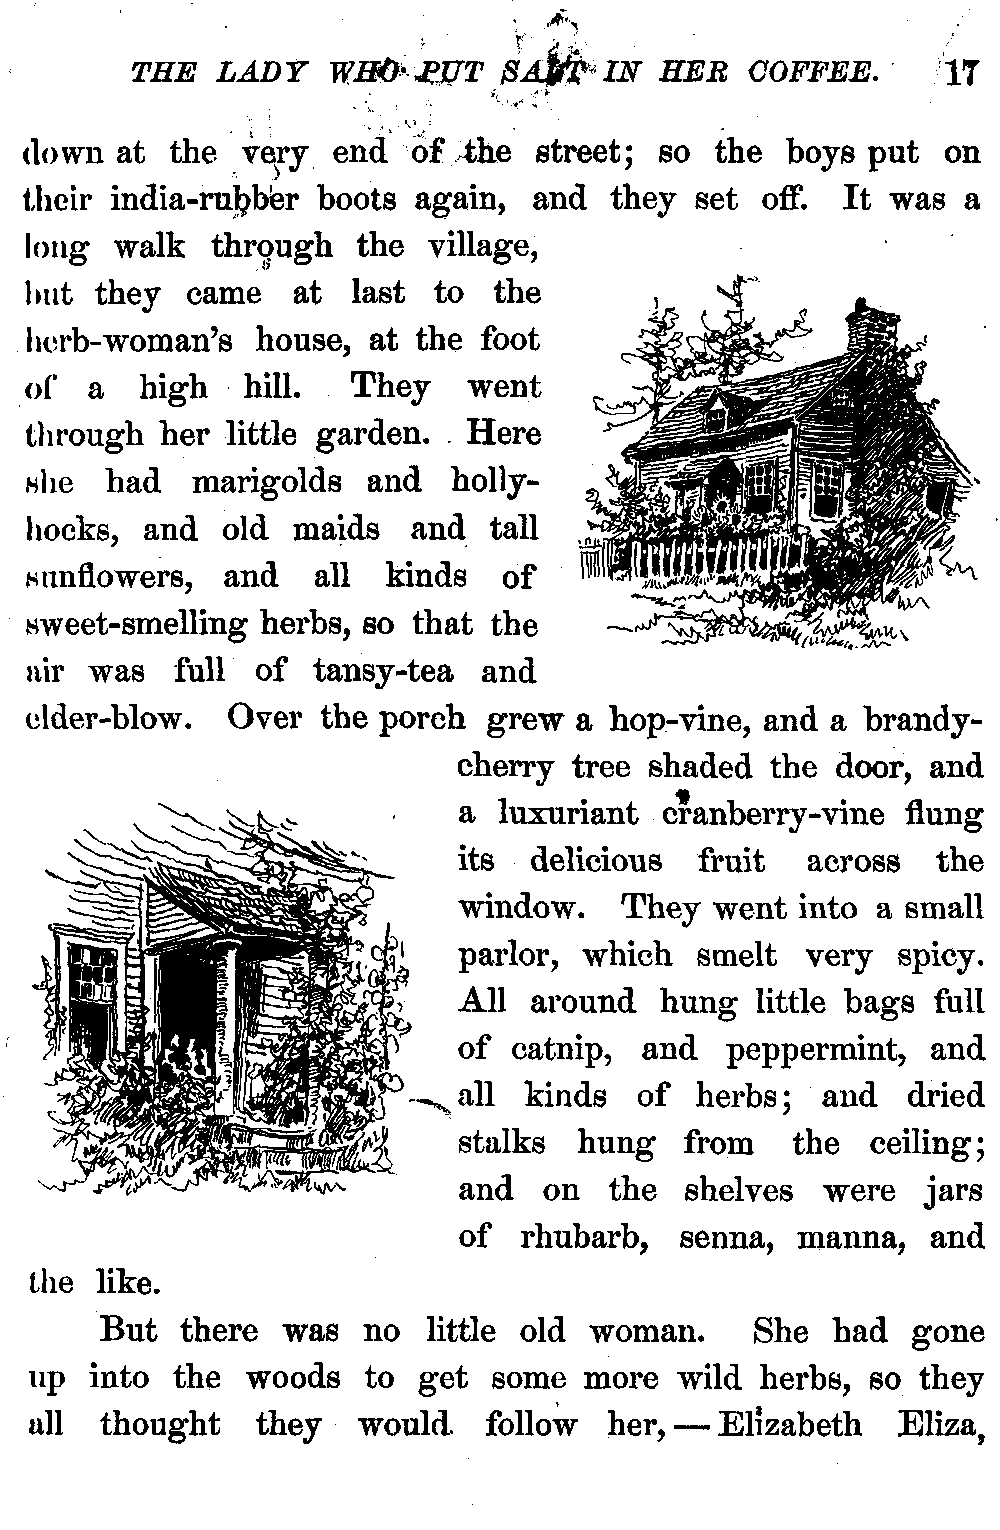 THE LADY WHO PUT SALT IN HER COFFEE. 17
down at the very end of the street; so the boys put on
their india-rubber boots again, and they set off. It was a
long walk through the village,
but they came at last to the
herb-woman's house, at the foot
of a high hill. They went
through her little garden. Here
she had marigolds and holly-
hocks, and old maids and tall
sunflowers, and all kinds of
sweet-smelling herbs, so that the
air was full of tansy-tea and
elder-blow. Over the porch grew a hop-vine, and a brandy-
cherry tree shaded the door, and
a luxuriant cranberry-vine flung
its delicious fruit across the
window. They went into a small
parlor, which smelt very spicy.
All around hung little bags full
of catnip, and peppermint, and
all kinds of herbs; and dried
stalks hung from the ceiling;
and on the shelves were jars
of rhubarb, senna, manna, and
the like.
But there was no little old woman. She had gone
up into the woods to get some more wild herbs, so they
all thought they would follow her, — Elizabeth Eliza,